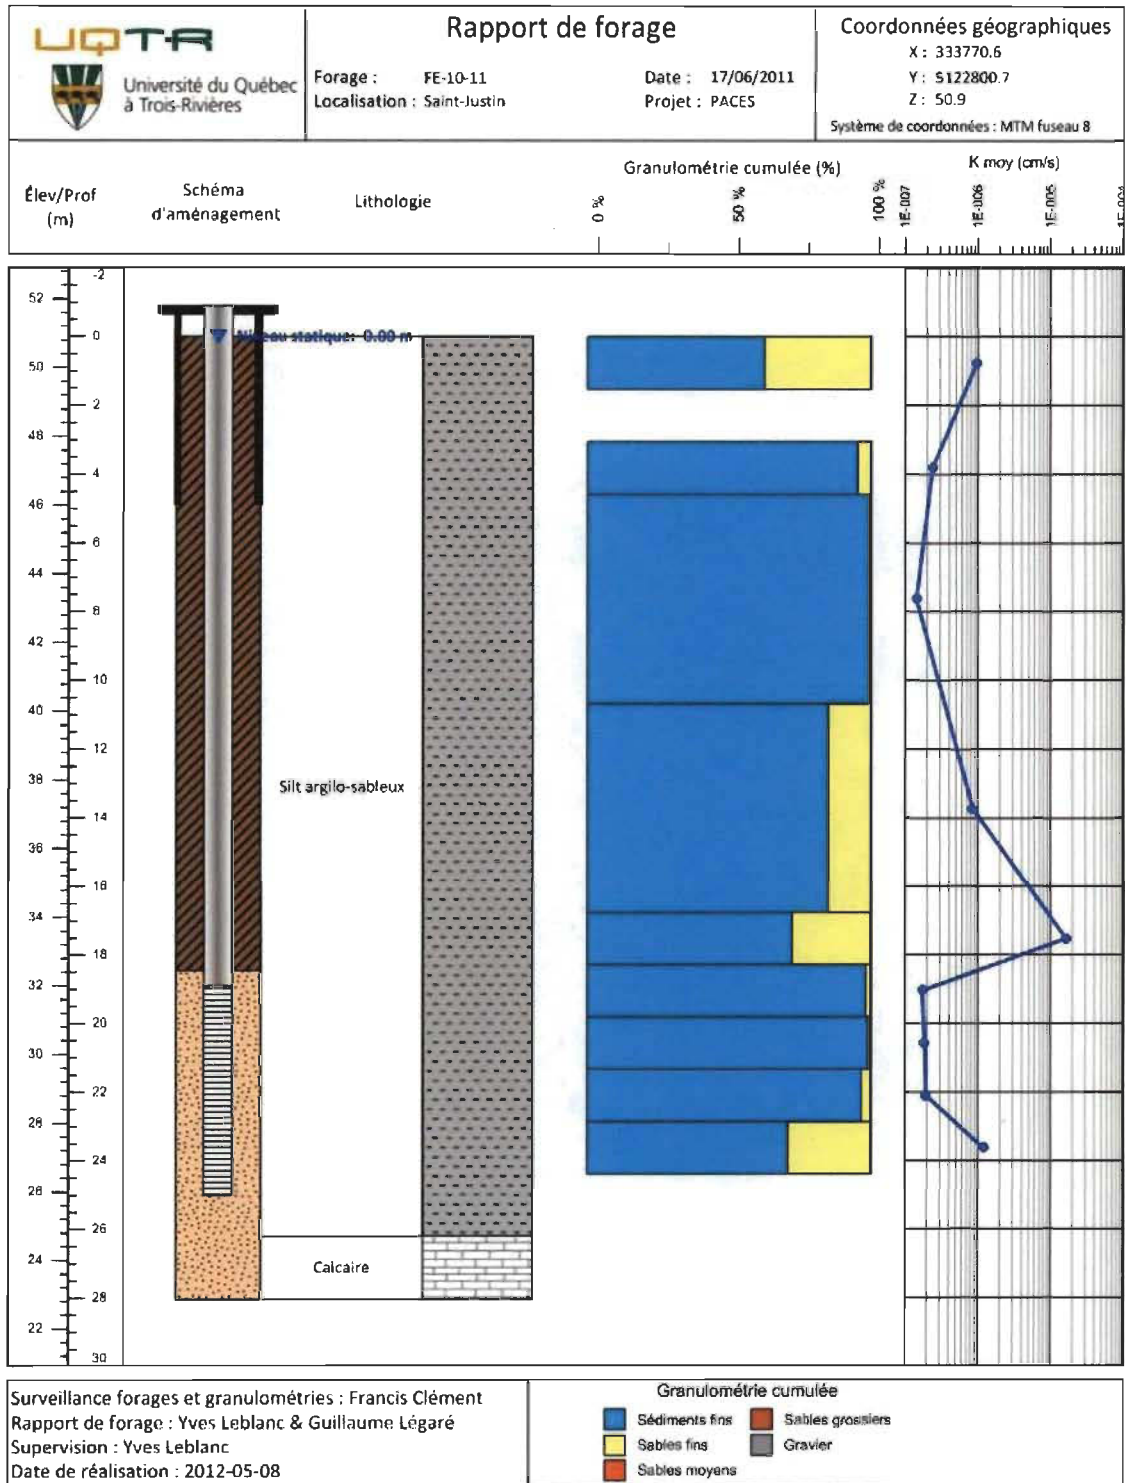 UQTR
Université du Québec
à Trois-Rivières
Rapport de forage
Forage : FE-10-11
Date : 17/06/2011
Localisation : Saint-Justin
Projet : PACES
Coordonnées géographiques
X : 333770.6
Y : 5122800.7
Z : 50.9
Système de coordonnées : MTM fuseau 8
Élev/Prof
(m)
Schéma
d'aménagement
Lithologie
Granulométrie cumulée (%)
0 %
50 %
100 %
K moy (cm/s)
1E-007
1E-006
1E-005
-2
52
0
Niveau statique: 0.00 m
50
2
48
4
46
6
44
8
42
10
40
12
38
Silt argilo-sableux
14
36
16
34
18
32
20
30
22
28
24
26
26
24
Calcaire
28
22
30
Surveillance forages et granulométries : Francis Clément
Rapport de forage : Yves Leblanc & Guillaume Légaré
Supervision : Yves Leblanc
Date de réalisation : 2012-05-08
Granulométrie cumulée
Sédiments fins
Sables grossiers
Sables fins
Gravier
Sables moyens